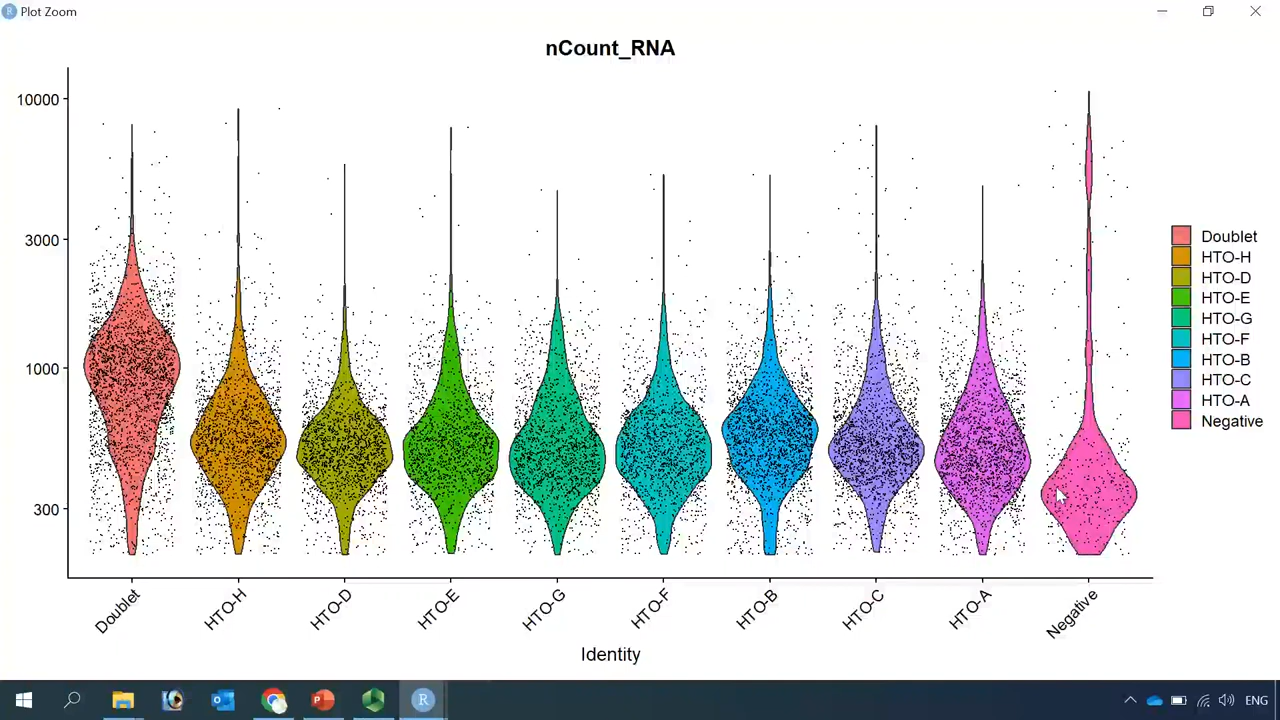 Plot Zoom
nCount_RNA
10000
3000
1000
300
Doublet
HTO-H
HTO-D
HTO-E
HTO-G
HTO-F
HTO-B
HTO-C
HTO-A
Negative
Identity
Doublet
HTO-H
HTO-D
HTO-E
HTO-G
HTO-F
HTO-B
HTO-C
HTO-A
Negative
ENG